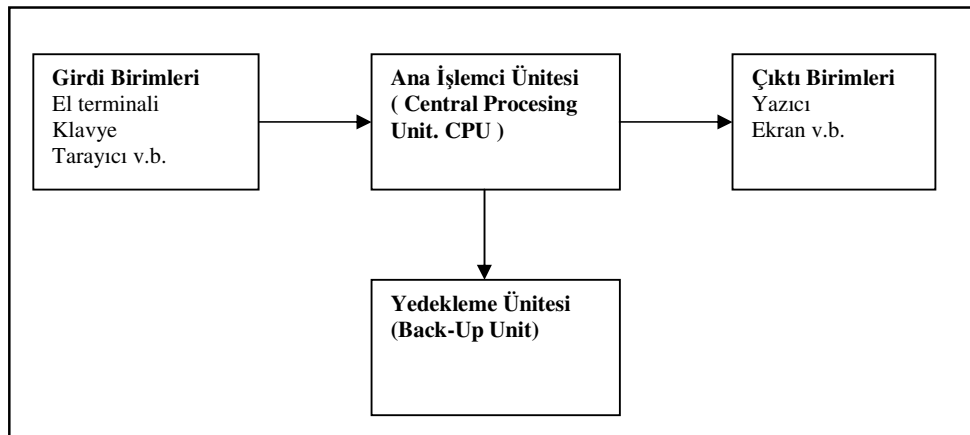 Girdi Birimleri
El terminali
Klavye
Tarayıcı v.b.
Ana İşlemci Ünitesi
( Central Procesing
Unit. CPU )
Çıktı Birimleri
Yazıcı
Ekran v.b.
Yedekleme Ünitesi
(Back-Up Unit)